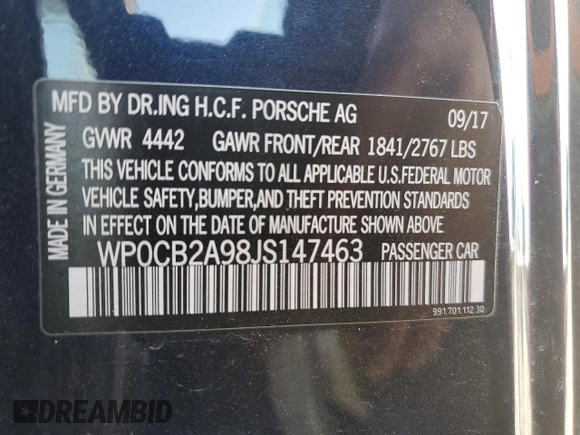 MFD BY DR.ING H.C.F. PORSCHE AG 09/17
GVWR 4442 GAWR FRONT/REAR 1841/2767 LBS
THIS VEHICLE CONFORMS TO ALL APPLICABLE U.S.FEDERAL MOTOR
VEHICLE SAFETY,BUMPER,AND THEFT PREVENTION STANDARDS
IN EFFECT ON THE DATE OF MANUFACTURE SHOWN ABOVE.
WP0CB2A98JS147463 PASSENGER CAR
991.701.112.30
MADE IN GERMANY
DREAMBID